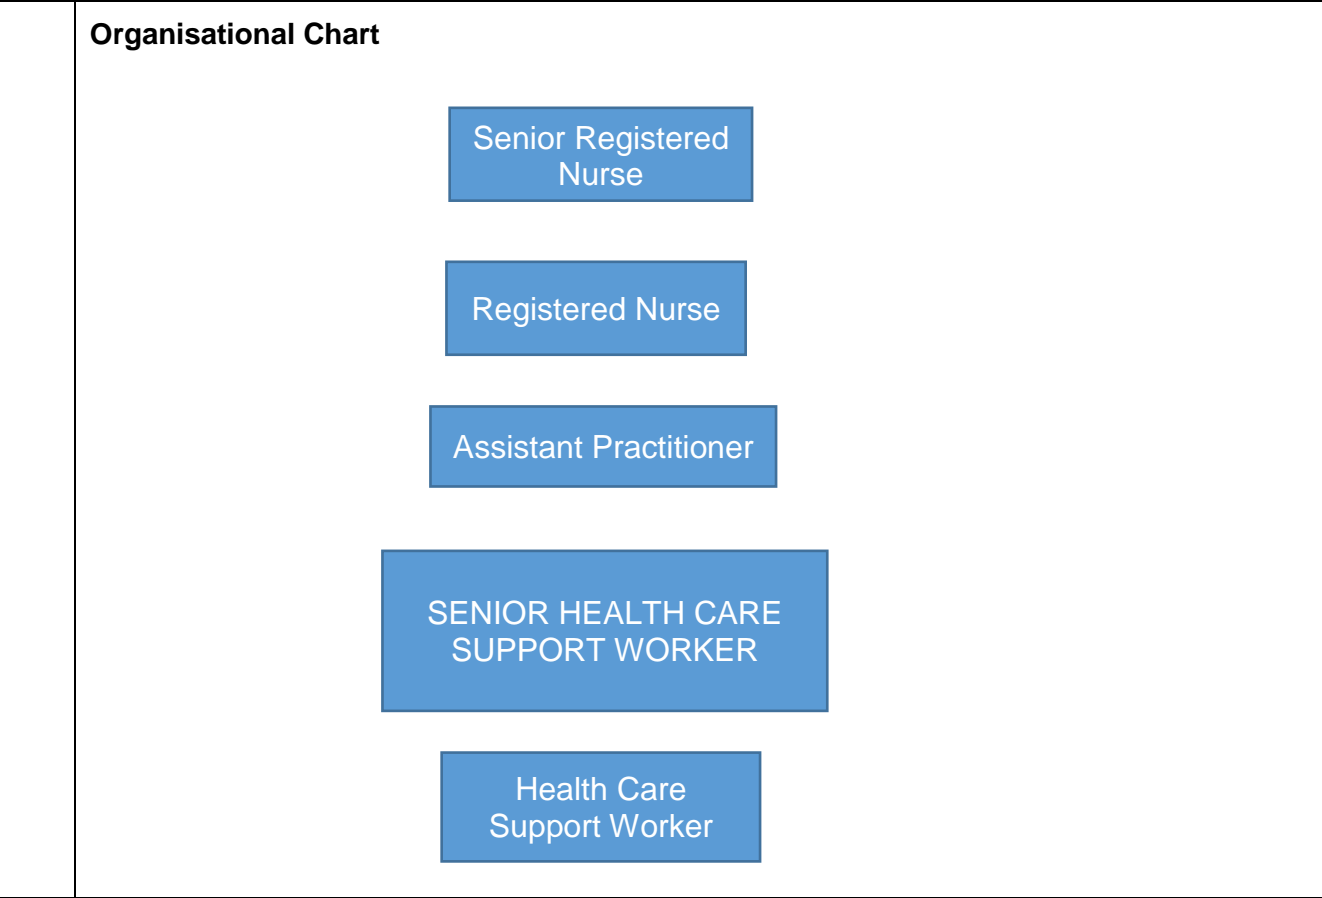 Organisational Chart
Senior Registered
Nurse
Registered Nurse
Assistant Practitioner
SENIOR HEALTH CARE
SUPPORT WORKER
Health Care
Support Worker